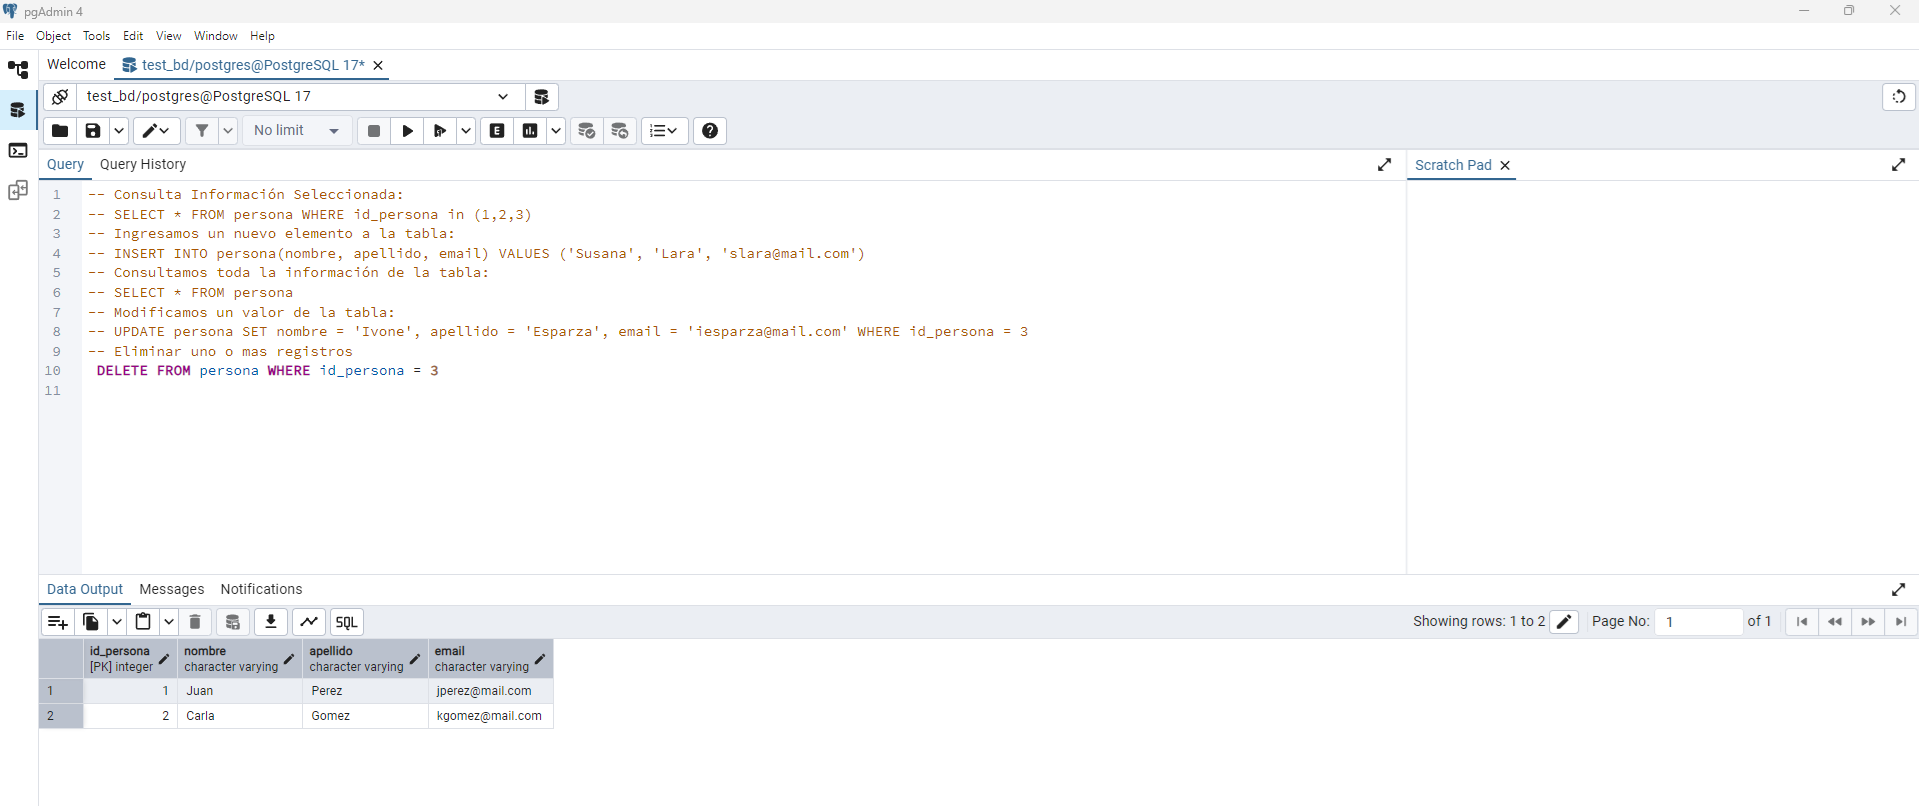 pgAdmin 4
File Object Tools Edit View Window Help
Welcome test_bd/postgres@PostgreSQL 17*
test_bd/postgres@PostgreSQL 17
No limit E
Query Query History Scratch Pad
1 -- Consulta Información Seleccionada:
2 -- SELECT * FROM persona WHERE id_persona in (1,2,3)
3 -- Ingresamos un nuevo elemento a la tabla:
4 -- INSERT INTO persona(nombre, apellido, email) VALUES ('Susana', 'Lara', 'slara@mail.com')
5 -- Consultamos toda la información de la tabla:
6 -- SELECT * FROM persona
7 -- Modificamos un valor de la tabla:
8 -- UPDATE persona SET nombre = 'Ivone', apellido = 'Esparza', email = 'iesparza@mail.com' WHERE id_persona = 3
9 -- Eliminar uno o mas registros
10 DELETE FROM persona WHERE id_persona = 3
11
Data Output Messages Notifications
SQL Showing rows: 1 to 2 Page No: 1 of 1
id_persona nombre apellido email
[PK] integer character varying character varying character varying
1 1 Juan Perez jperez@mail.com
2 2 Carla Gomez kgomez@mail.com